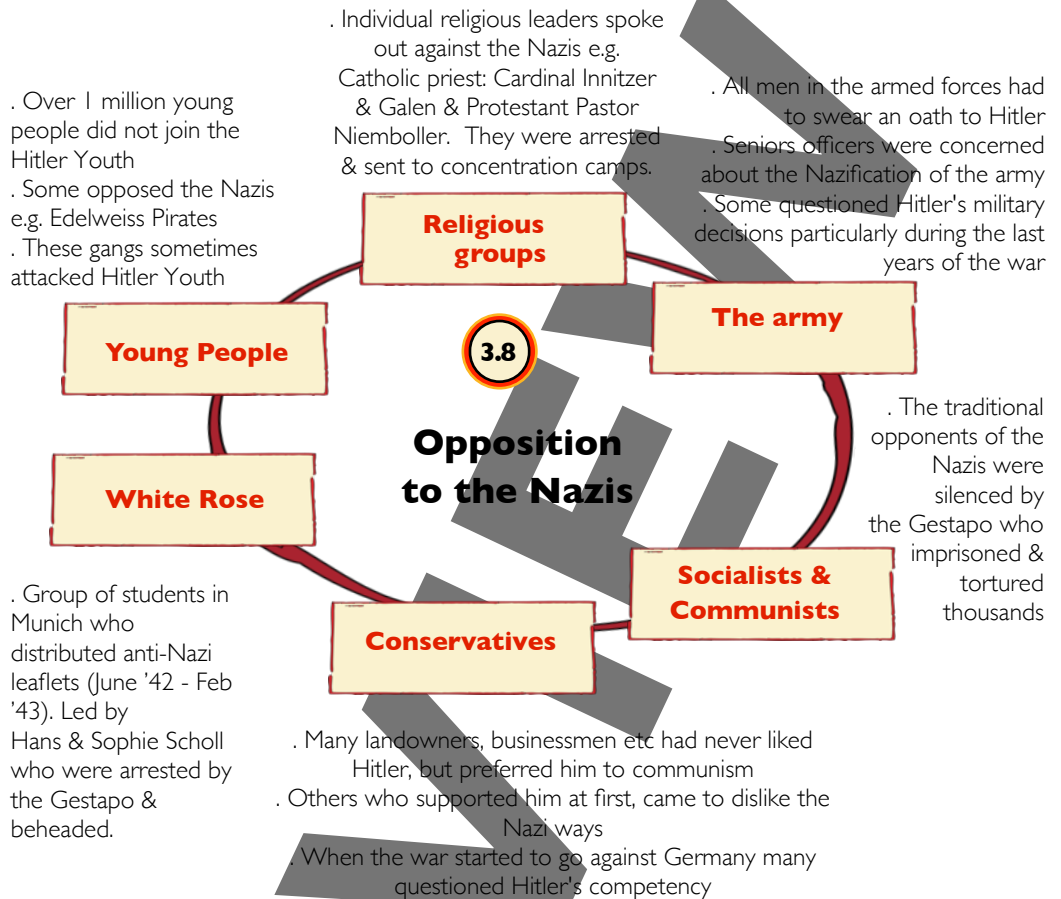 . Individual religious leaders spoke
out against the Nazis e.g.
Catholic priest: Cardinal Innitzer
& Galen & Protestant Pastor
Niemboller. They were arrested
& sent to concentration camps.
. Over 1 million young
people did not join the
Hitler Youth
. Some opposed the Nazis
e.g. Edelweiss Pirates
. These gangs sometimes
attacked Hitler Youth
. All men in the armed forces had
to swear an oath to Hitler
. Seniors officers were concerned
about the Nazification of the army
. Some questioned Hitler's military
decisions particularly during the last
years of the war
Religious
groups
The army
Young People
3.8
Opposition
to the Nazis
White Rose
. The traditional
opponents of the
Nazis were
silenced by
the Gestapo who
imprisoned &
tortured
thousands
Socialists &
Communists
Conservatives
. Group of students in
Munich who
distributed anti-Nazi
leaflets (June '42 - Feb
'43). Led by
Hans & Sophie Scholl
who were arrested by
the Gestapo &
beheaded.
. Many landowners, businessmen etc had never liked
Hitler, but preferred him to communism
. Others who supported him at first, came to dislike the
Nazi ways
. When the war started to go against Germany many
questioned Hitler's competency